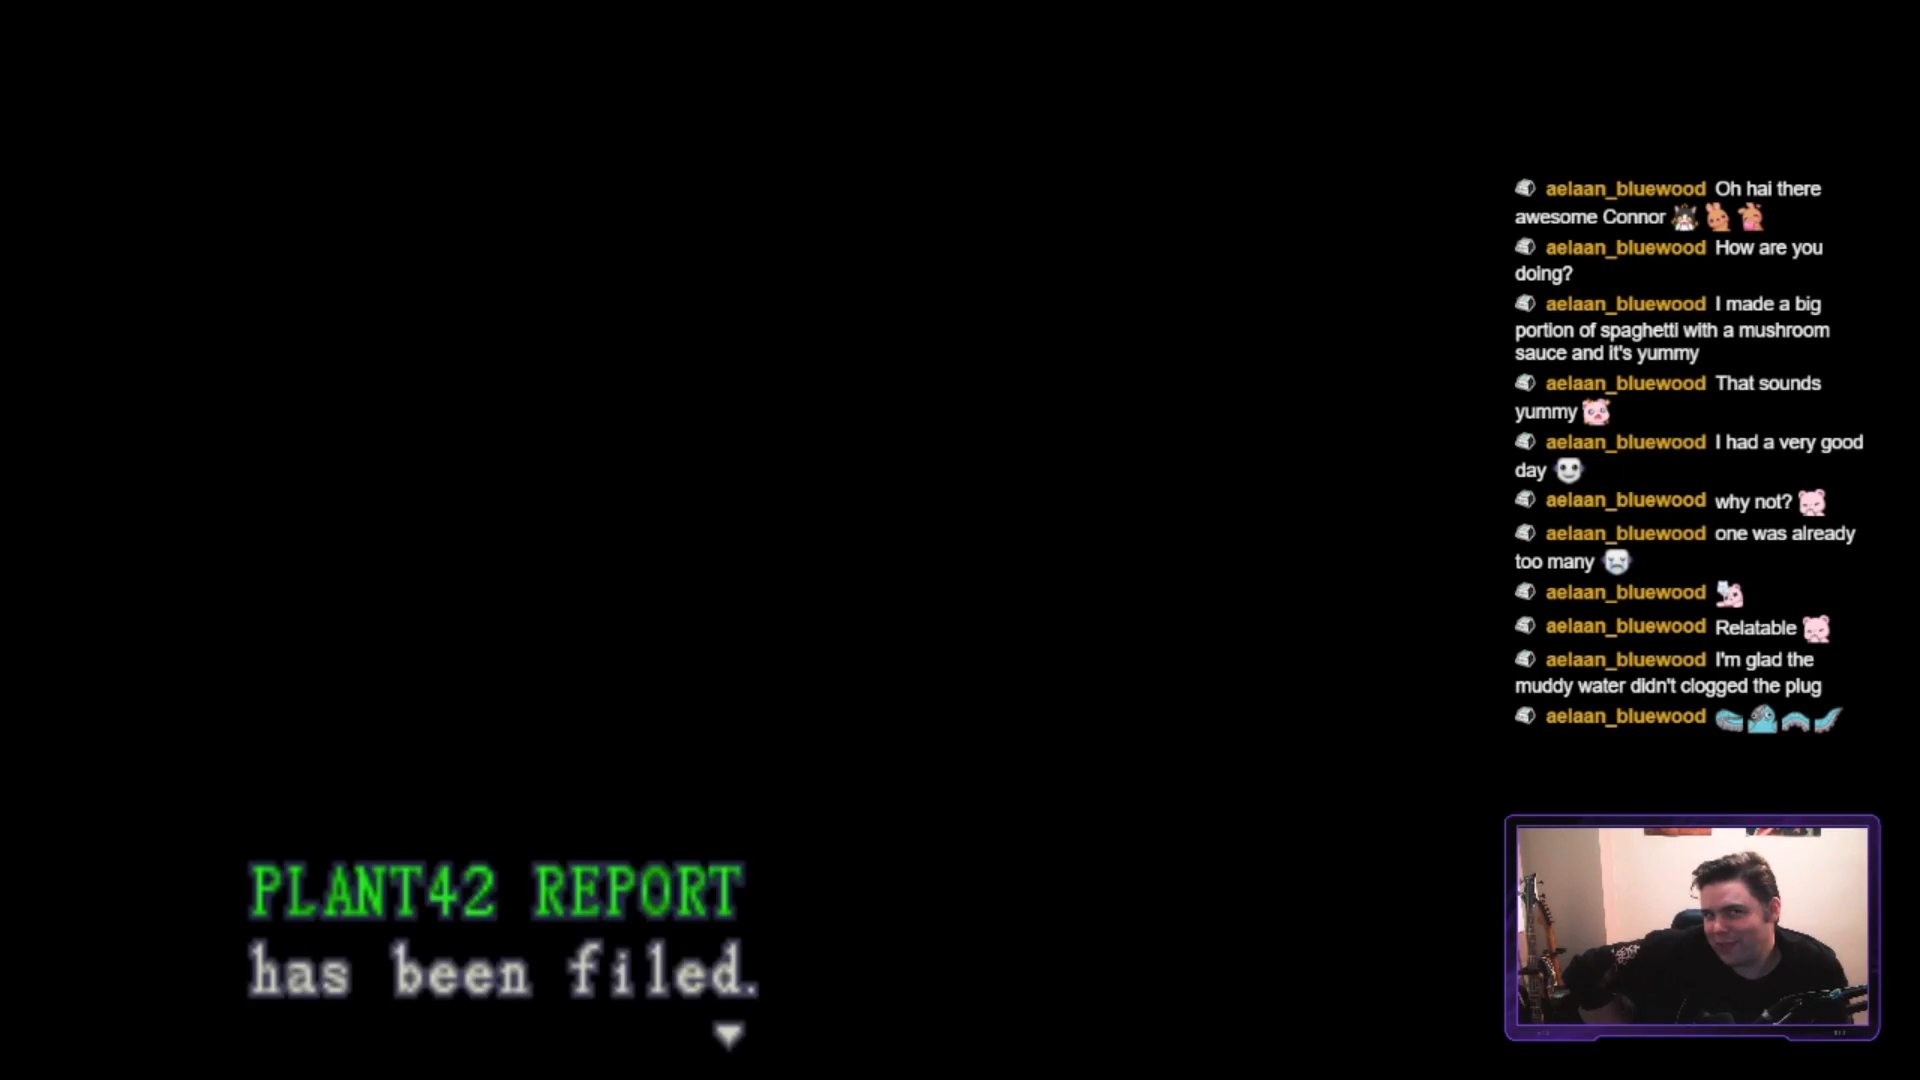 aelaan_bluewood Oh hai there
awesome Connor
aelaan_bluewood How are you
doing?
aelaan_bluewood I made a big
portion of spaghetti with a mushroom
sauce and it's yummy
aelaan_bluewood That sounds
yummy
aelaan_bluewood I had a very good
day
aelaan_bluewood why not?
aelaan_bluewood one was already
too many
aelaan_bluewood
aelaan_bluewood Relatable
aelaan_bluewood I'm glad the
muddy water didn't clogged the plug
aelaan_bluewood
PLANT42 REPORT
has been filed.